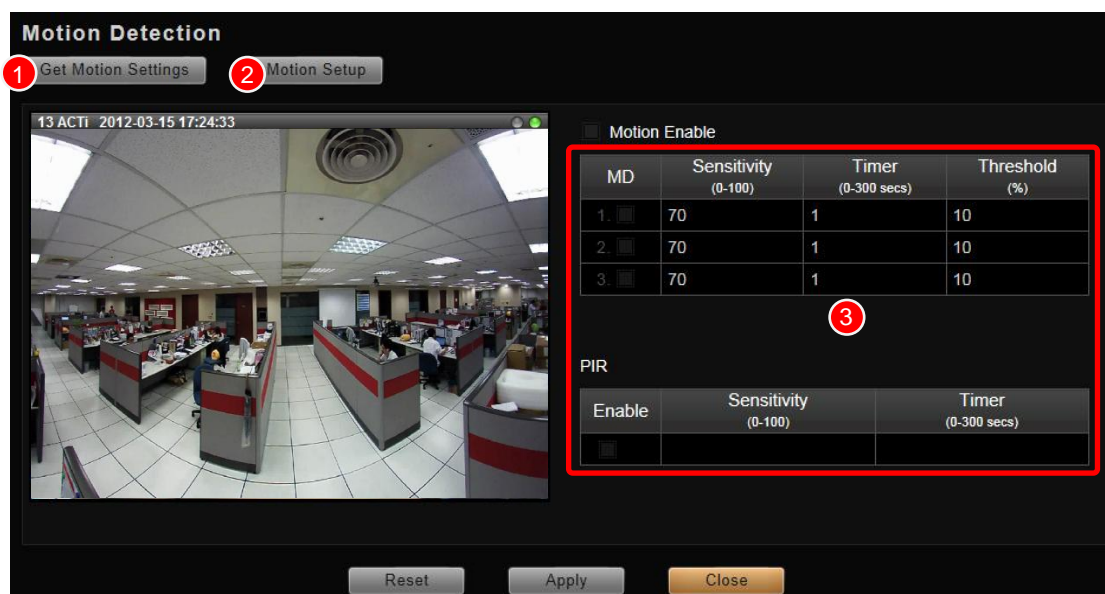 Motion Detection
1 Get Motion Settings 2 Motion Setup
13 ACTi 2012-03-15 17:24:33
Motion Enable
MD Sensitivity (0-100) Timer (0-300 secs) Threshold (%)
1. 70 1 10
2. 70 1 10
3. 70 1 10
3
PIR
Enable Sensitivity (0-100) Timer (0-300 secs)
Reset Apply Close